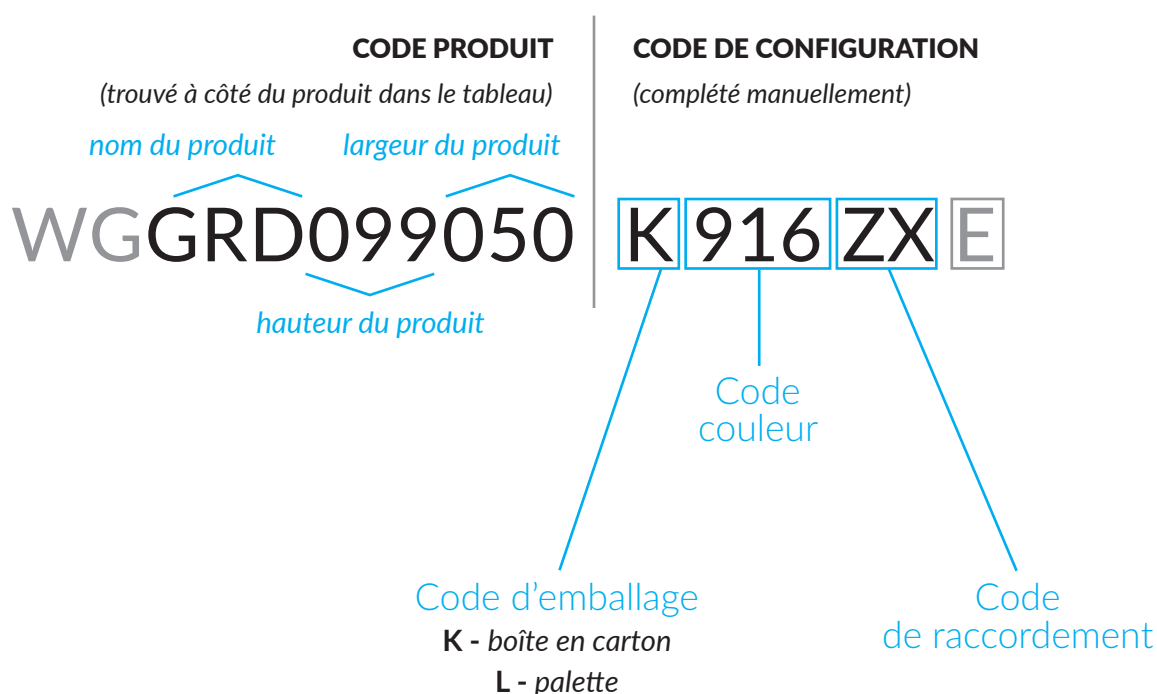 CODE PRODUIT
(trouvé à côté du produit dans le tableau)
nom du produit
largeur du produit
CODE DE CONFIGURATION
(complété manuellement)
WGGRD099050 K 916 ZX E
hauteur du produit
Code
couleur
Code d’emballage
K - boîte en carton
L - palette
Code
de raccordement